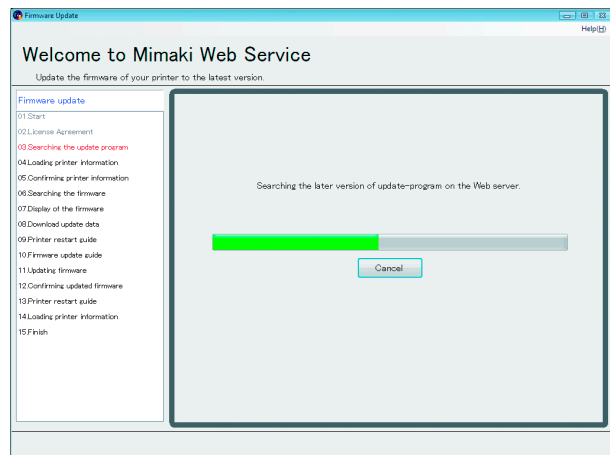 Firmware Update
Help(H)
Welcome to Mimaki Web Service
Update the firmware of your printer to the latest version.
Firmware update
01.Start
02.License Agreement
03.Searching the update program
04.Loading printer information
05.Confirming printer information
06.Searching the firmware
07.Display of the firmware
08.Download update data
09.Printer restart guide
10.Firmware update guide
11.Updating firmware
12.Confirming updated firmware
13.Printer restart guide
14.Loading printer information
15.Finish
Searching the later version of update-program on the Web server.
Cancel